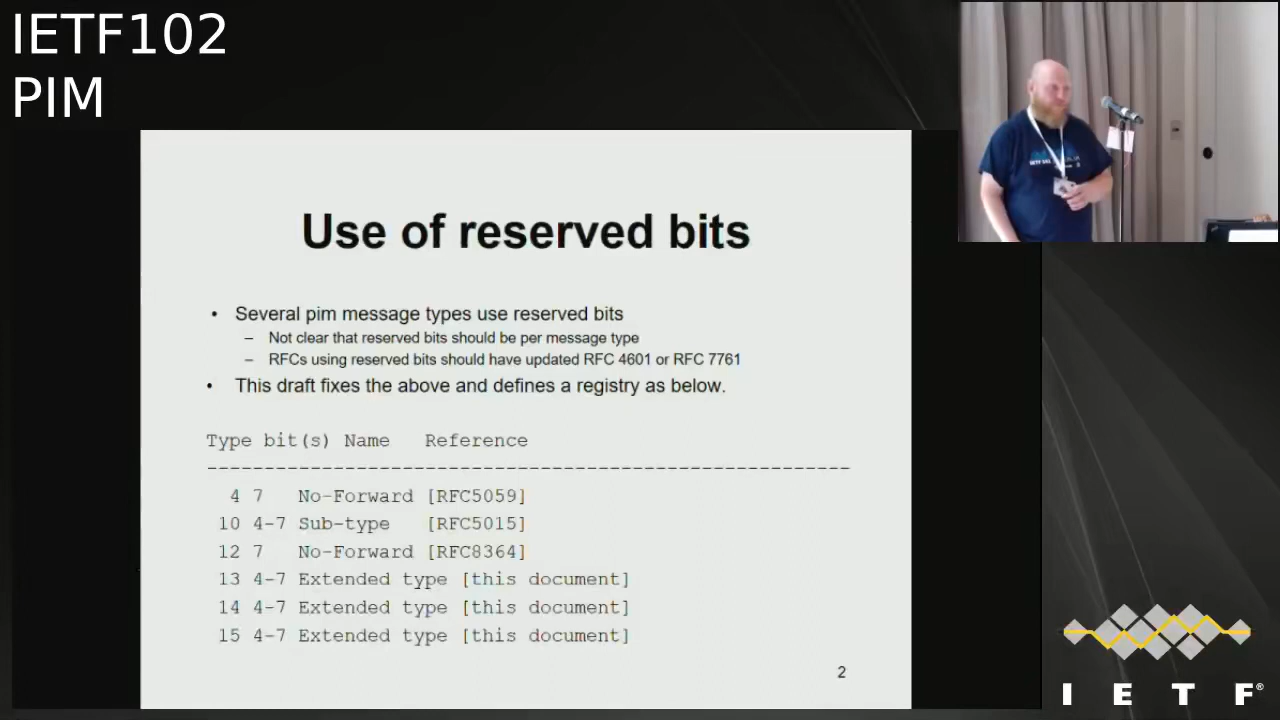 IETF102
PIM
Use of reserved bits
• Several pim message types use reserved bits
– Not clear that reserved bits should be per message type
– RFCs using reserved bits should have updated RFC 4601 or RFC 7761
• This draft fixes the above and defines a registry as below.
Type bit(s) Name Reference
--------------------------------------------------------
4 7 No-Forward [RFC5059]
10 4-7 Sub-type [RFC5015]
12 7 No-Forward [RFC8364]
13 4-7 Extended type [this document]
14 4-7 Extended type [this document]
15 4-7 Extended type [this document]
2
I E T F®